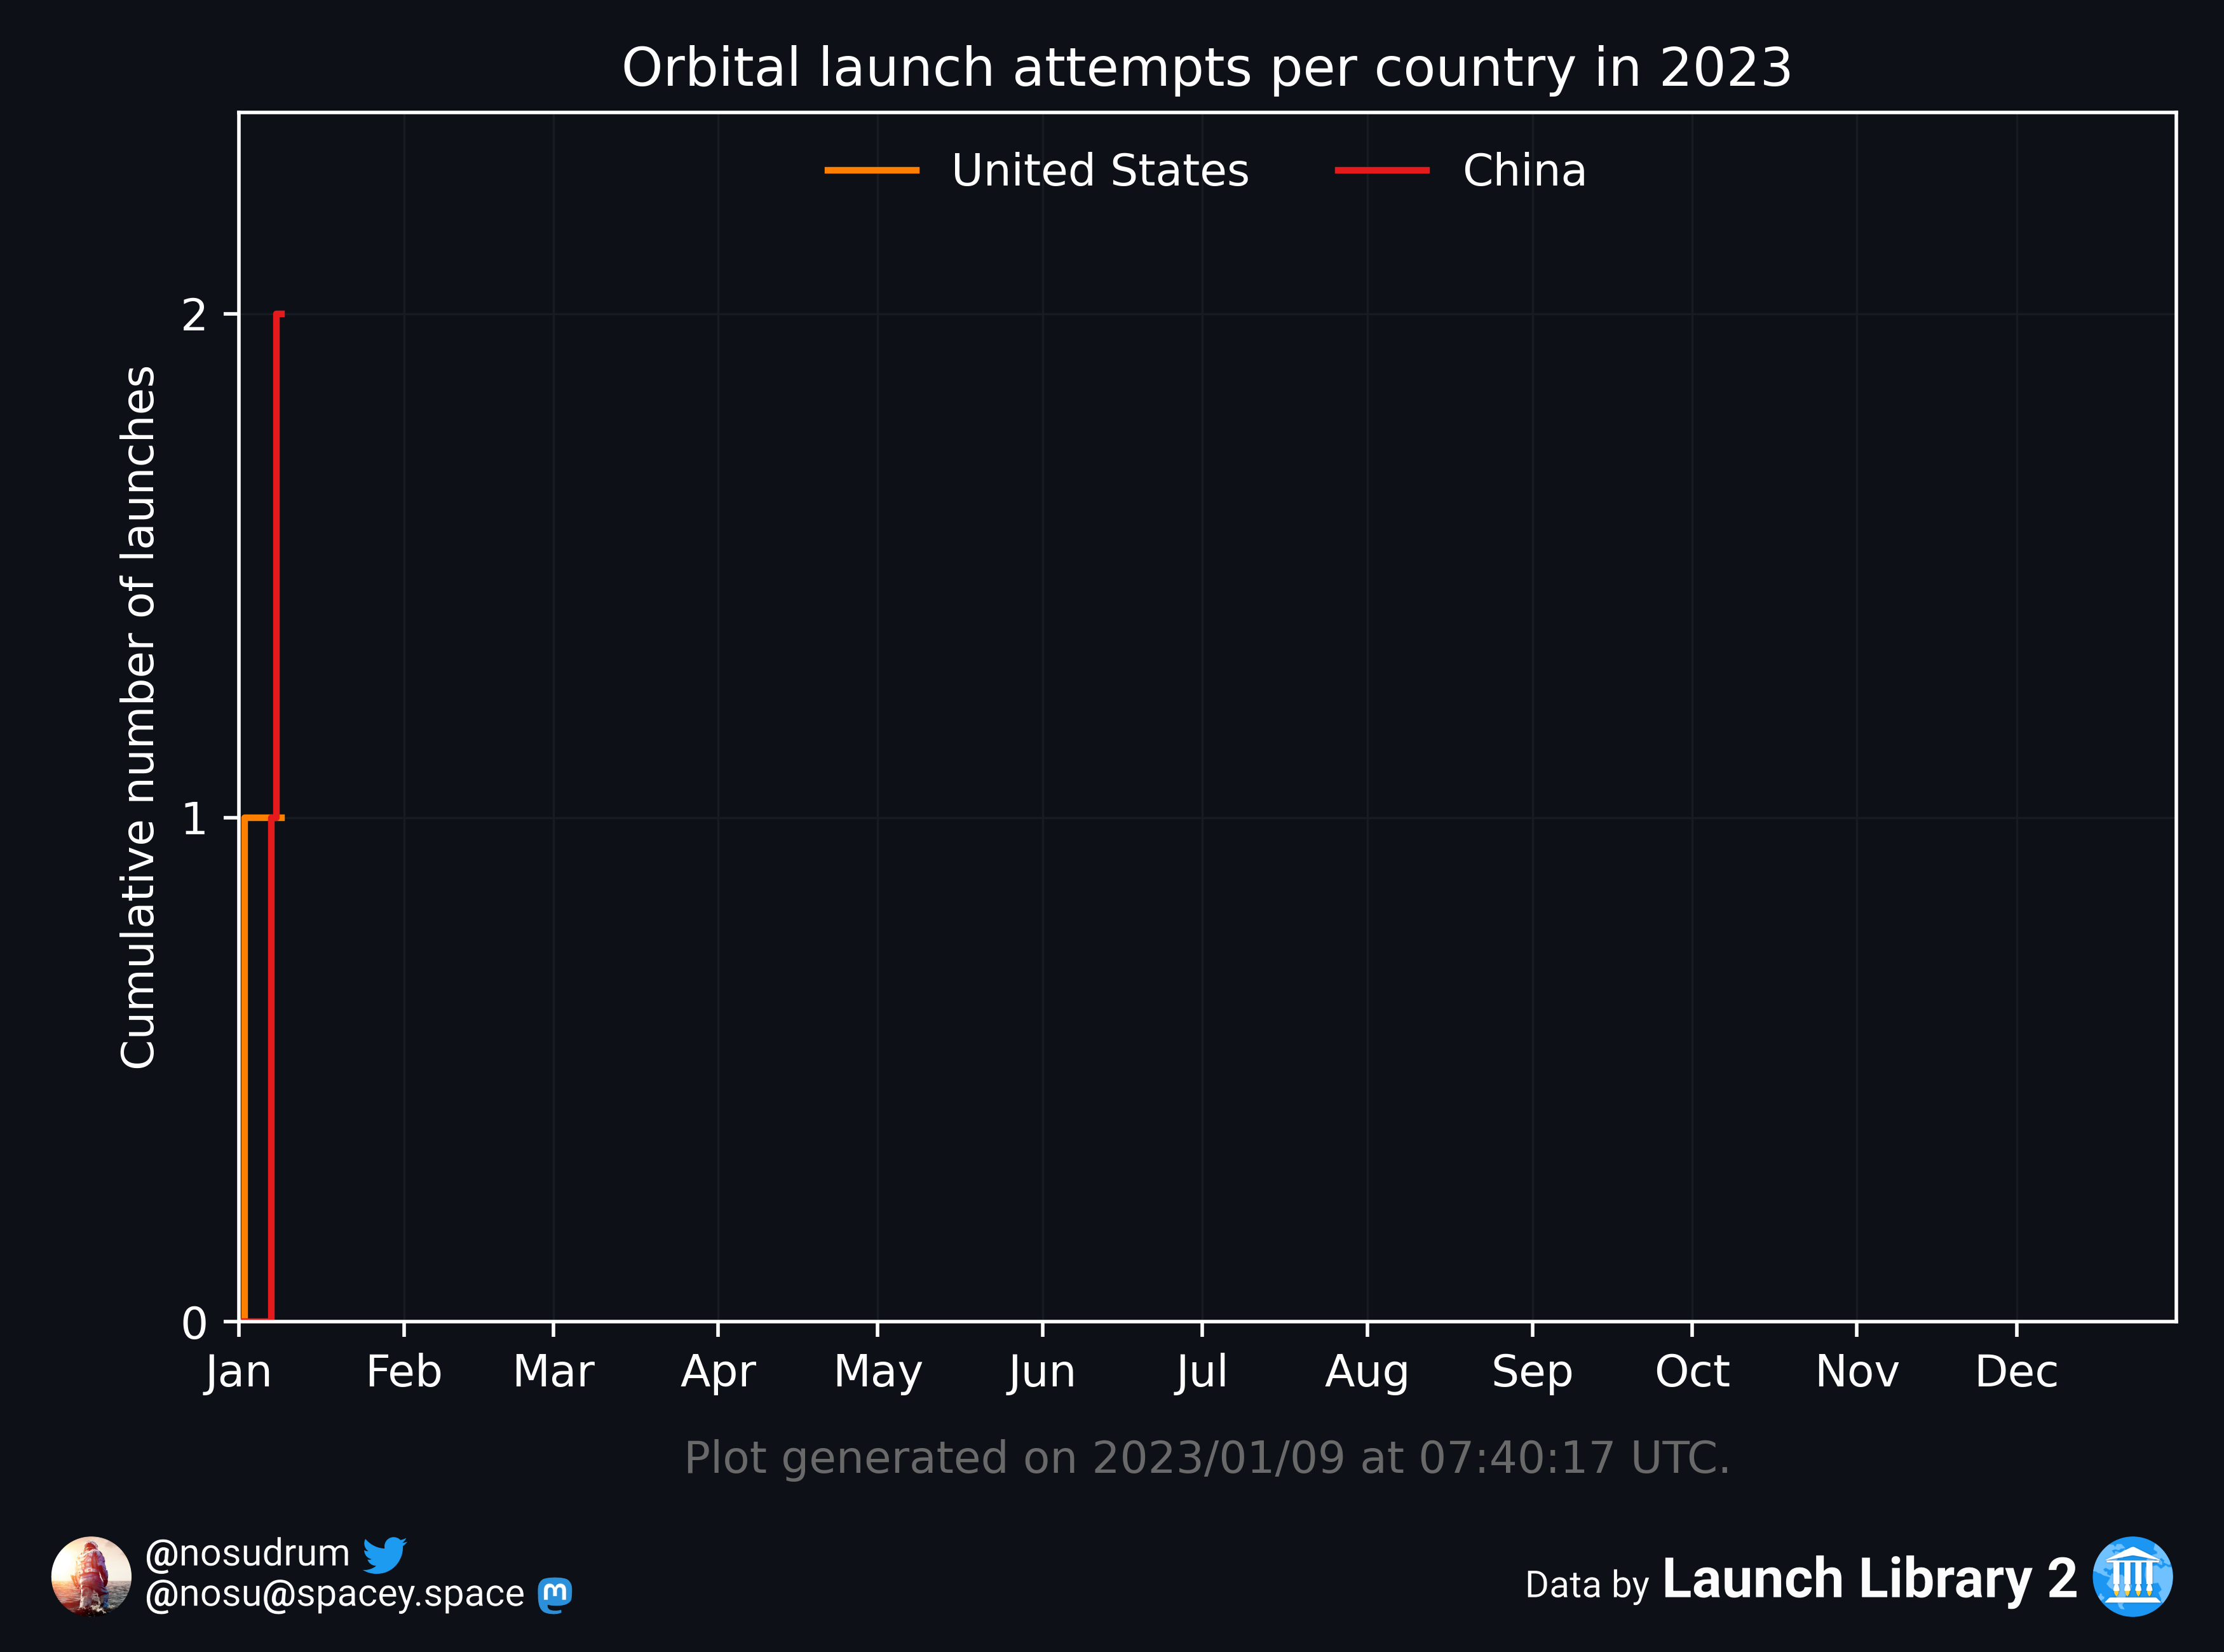 Orbital launch attempts per country in 2023
United States
China
Cumulative number of launches
2
1
0
Jan Feb Mar Apr May Jun Jul Aug Sep Oct Nov Dec
Plot generated on 2023/01/09 at 07:40:17 UTC.
@nosudrum
@nosu@spacey.space
Data by Launch Library 2